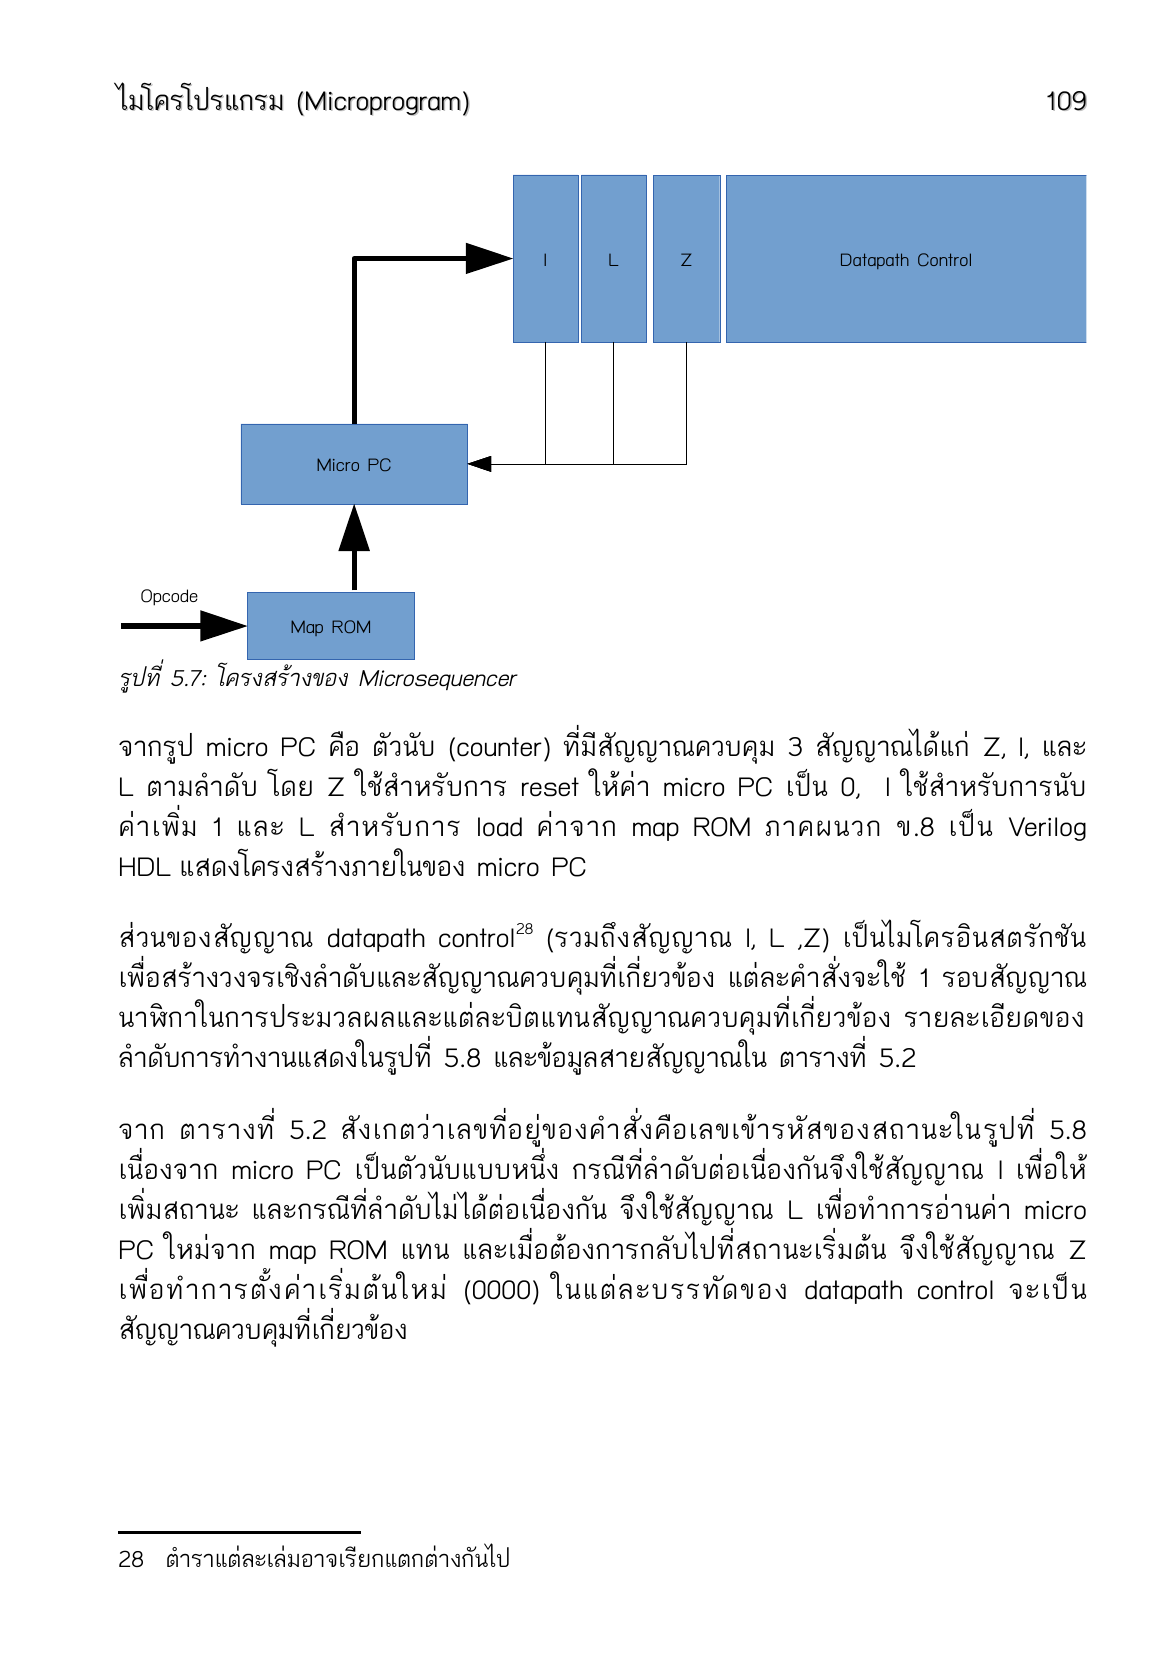 ไมโครโปรแกรม (Microprogram) 109
I L Z Datapath Control
Micro PC
Opcode
Map ROM
รูปที่ 5.7: โครงสร้างของ Microsequencer
จากรูป micro PC คือ ตัวนับ (counter) ที่มีสัญญาณควบคุม 3 สัญญาณได้แก่ Z, I, และ
L ตามลำดับ โดย Z ใช้สำหรับการ reset ให้ค่า micro PC เป็น 0, I ใช้สำหรับการนับ
ค่าเพิ่ม 1 และ L สำหรับการ load ค่าจาก map ROM ภาคผนวก ข.8 เป็น Verilog
HDL แสดงโครงสร้างภายในของ micro PC
ส่วนของสัญญาณ datapath control28 (รวมถึงสัญญาณ I, L ,Z) เป็นไมโครอินสตรักชัน
เพื่อสร้างวงจรเชิงลำดับและสัญญาณควบคุมที่เกี่ยวข้อง แต่ละคำสั่งจะใช้ 1 รอบสัญญาณ
นาฬิกาในการประมวลผลและแต่ละบิตแทนสัญญาณควบคุมที่เกี่ยวข้อง รายละเอียดของ
ลำดับการทำงานแสดงในรูปที่ 5.8 และข้อมูลสายสัญญาณใน ตารางที่ 5.2
จาก ตารางที่ 5.2 สังเกตว่าเลขที่อยู่ของคำสั่งคือเลขเข้ารหัสของสถานะในรูปที่ 5.8
เนื่องจาก micro PC เป็นตัวนับแบบหนึ่ง กรณีที่ลำดับต่อเนื่องกันจึงใช้สัญญาณ I เพื่อให้
เพิ่มสถานะ และกรณีที่ลำดับไม่ได้ต่อเนื่องกัน จึงใช้สัญญาณ L เพื่อทำการอ่านค่า micro
PC ใหม่จาก map ROM แทน และเมื่อต้องการกลับไปที่สถานะเริ่มต้น จึงใช้สัญญาณ Z
เพื่อทำการตั้งค่าเริ่มต้นใหม่ (0000) ในแต่ละบรรทัดของ datapath control จะเป็น
สัญญาณควบคุมที่เกี่ยวข้อง
28 ตำราแต่ละเล่มอาจเรียกแตกต่างกันไป